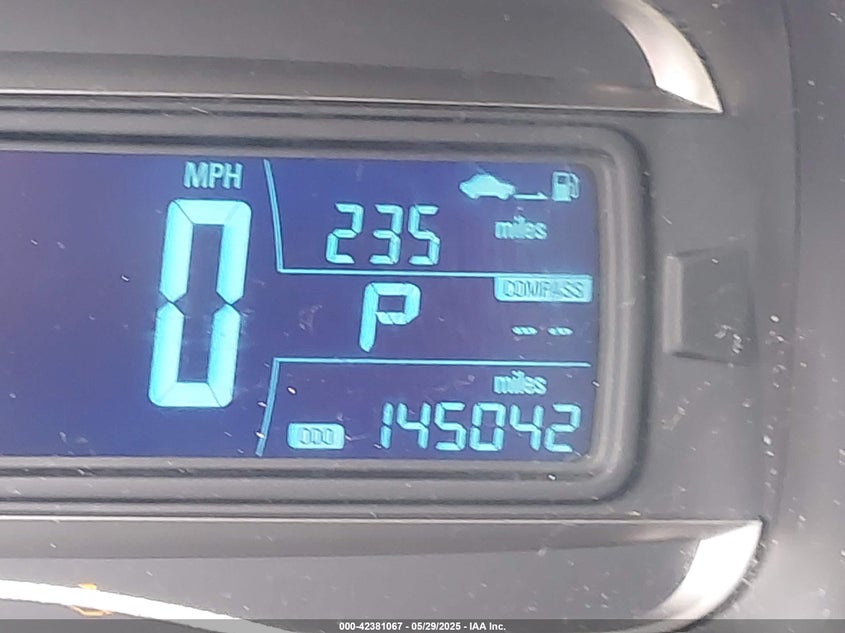 MPH
0
235
miles
P
COMPASS
-- --
miles
ODO
145042
000-42381067 - 05/29/2025 - IAA Inc.